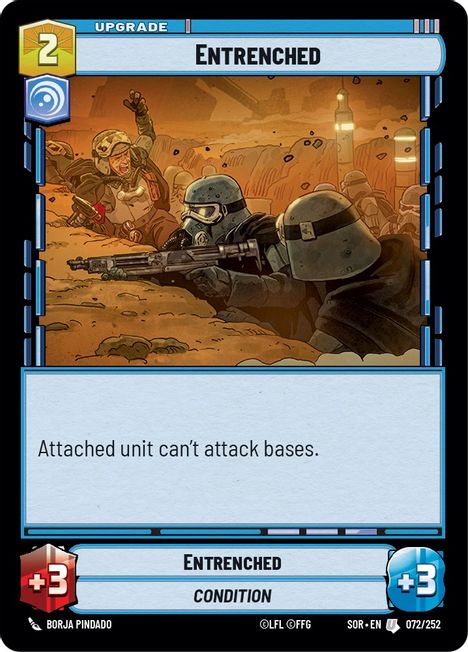 UPGRADE
2
ENTRENCHED
Attached unit can't attack bases.
+3
ENTRENCHED
+3
CONDITION
BORJA PINDADO
©LFL ©FFG
SOR • EN
U
072/252